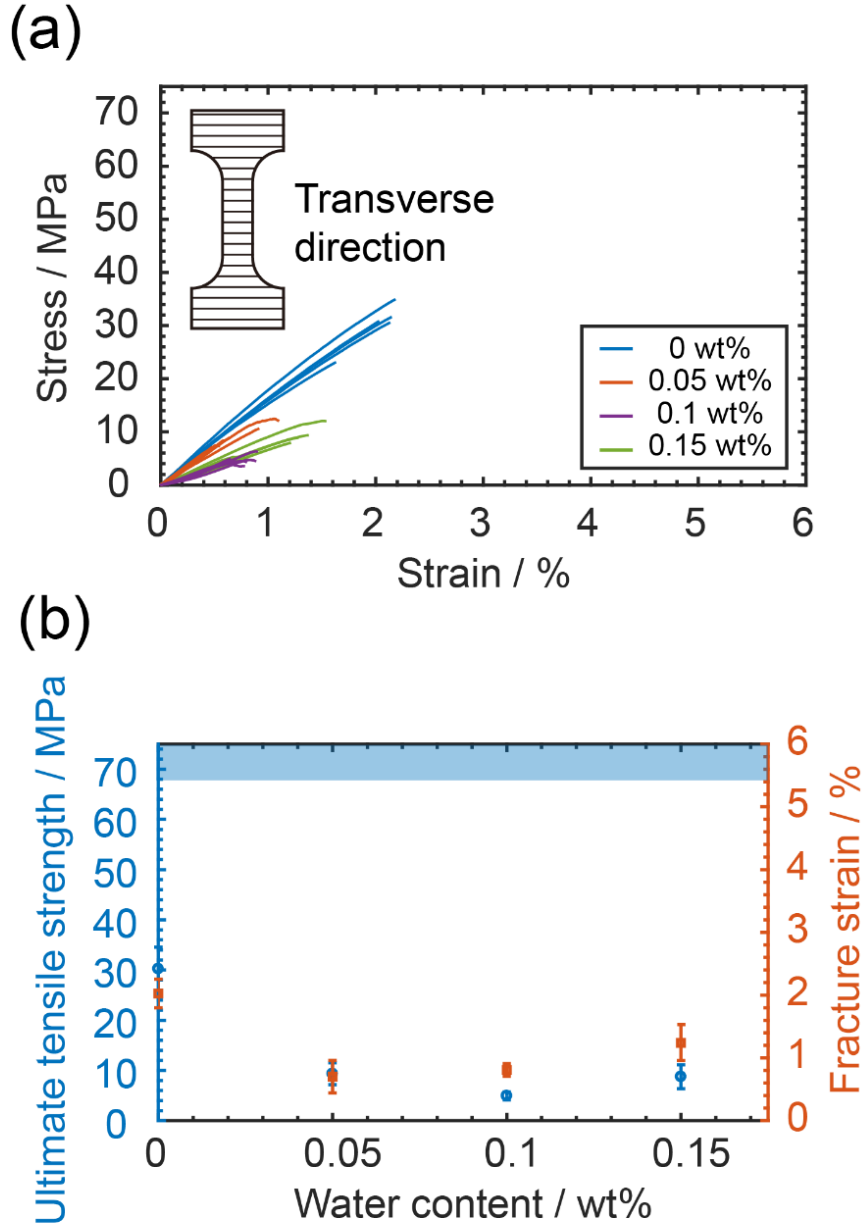 (a)
70
60
50
40
30
20
10
0
Stress / MPa
Transverse
direction
0 wt%
0.05 wt%
0.1 wt%
0.15 wt%
0 1 2 3 4 5 6
Strain / %
(b)
Ultimate tensile strength / MPa
70
60
50
40
30
20
10
0
6
5
4
3
2
1
0
Fracture strain / %
0 0.05 0.1 0.15
Water content / wt%